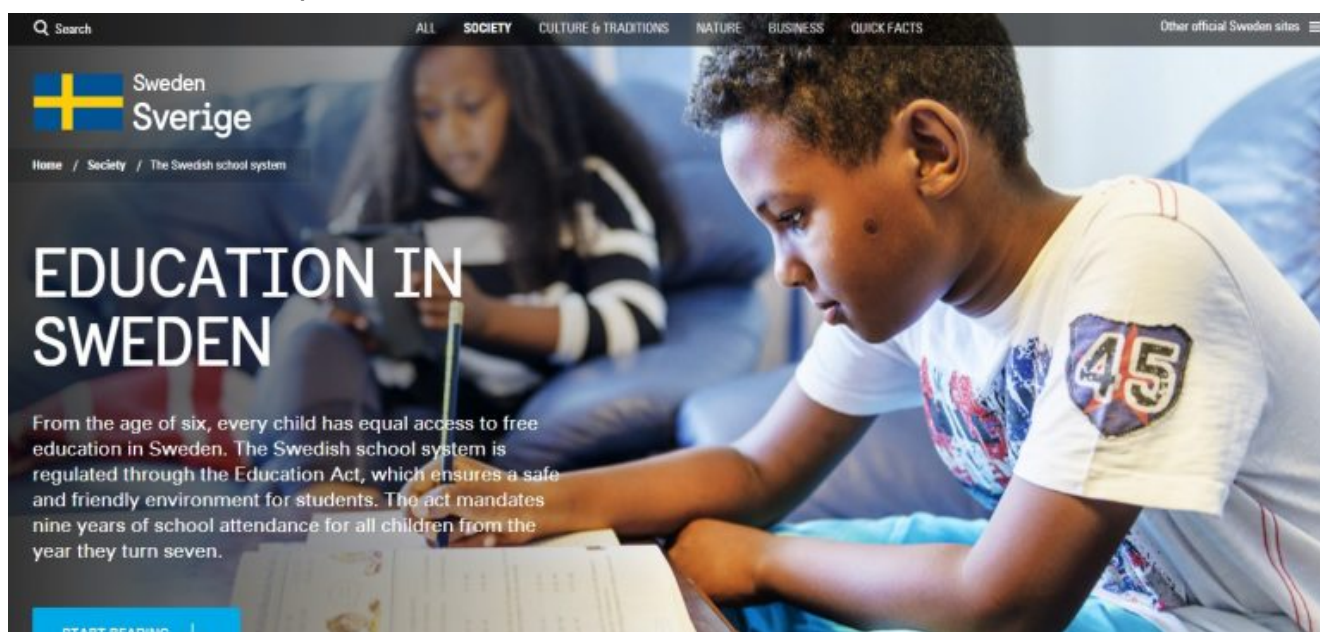 Search
ALL SOCIETY CULTURE & TRADITIONS NATURE BUSINESS QUICK FACTS
Other official Sweden sites
Sweden
Sverige
Home / Society / The Swedish school system
EDUCATION IN
SWEDEN
45
From the age of six, every child has equal access to free
education in Sweden. The Swedish school system is
regulated through the Education Act, which ensures a safe
and friendly environment for students. The act mandates
nine years of school attendance for all children from the
year they turn seven.
START READING